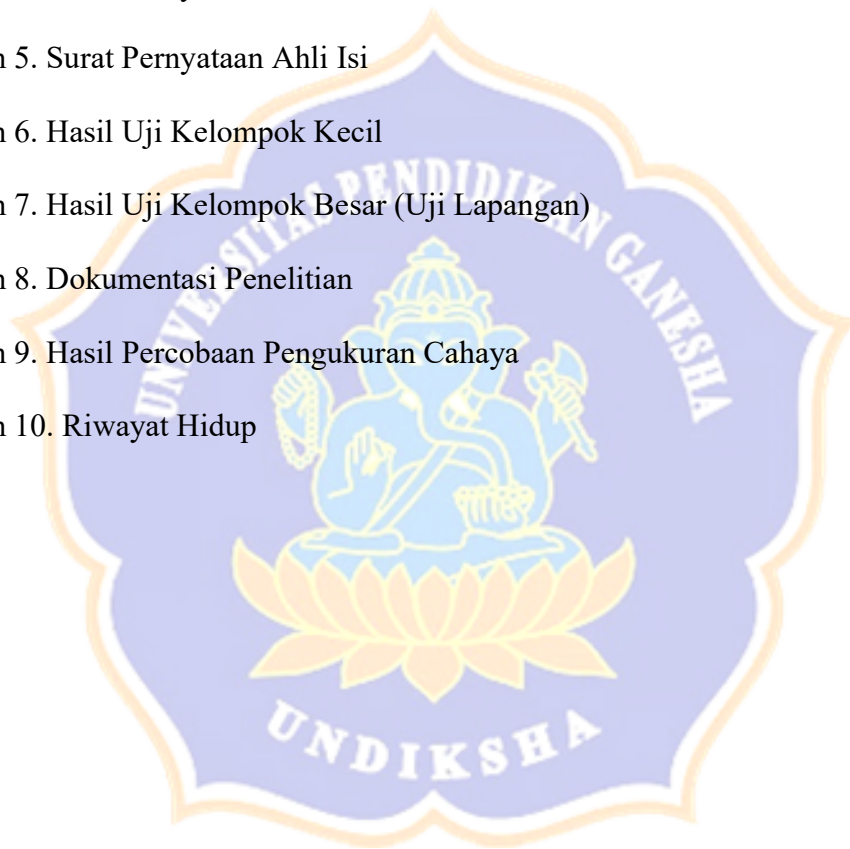 n 5. Surat Pernyataan Ahli Isi
n 6. Hasil Uji Kelompok Kecil
n 7. Hasil Uji Kelompok Besar (Uji Lapangan)
n 8. Dokumentasi Penelitian
n 9. Hasil Percobaan Pengukuran Cahaya
n 10. Riwayat Hidup
UNIVERSITAS PENDIDIKAN GANESHA
UNDIKSHA